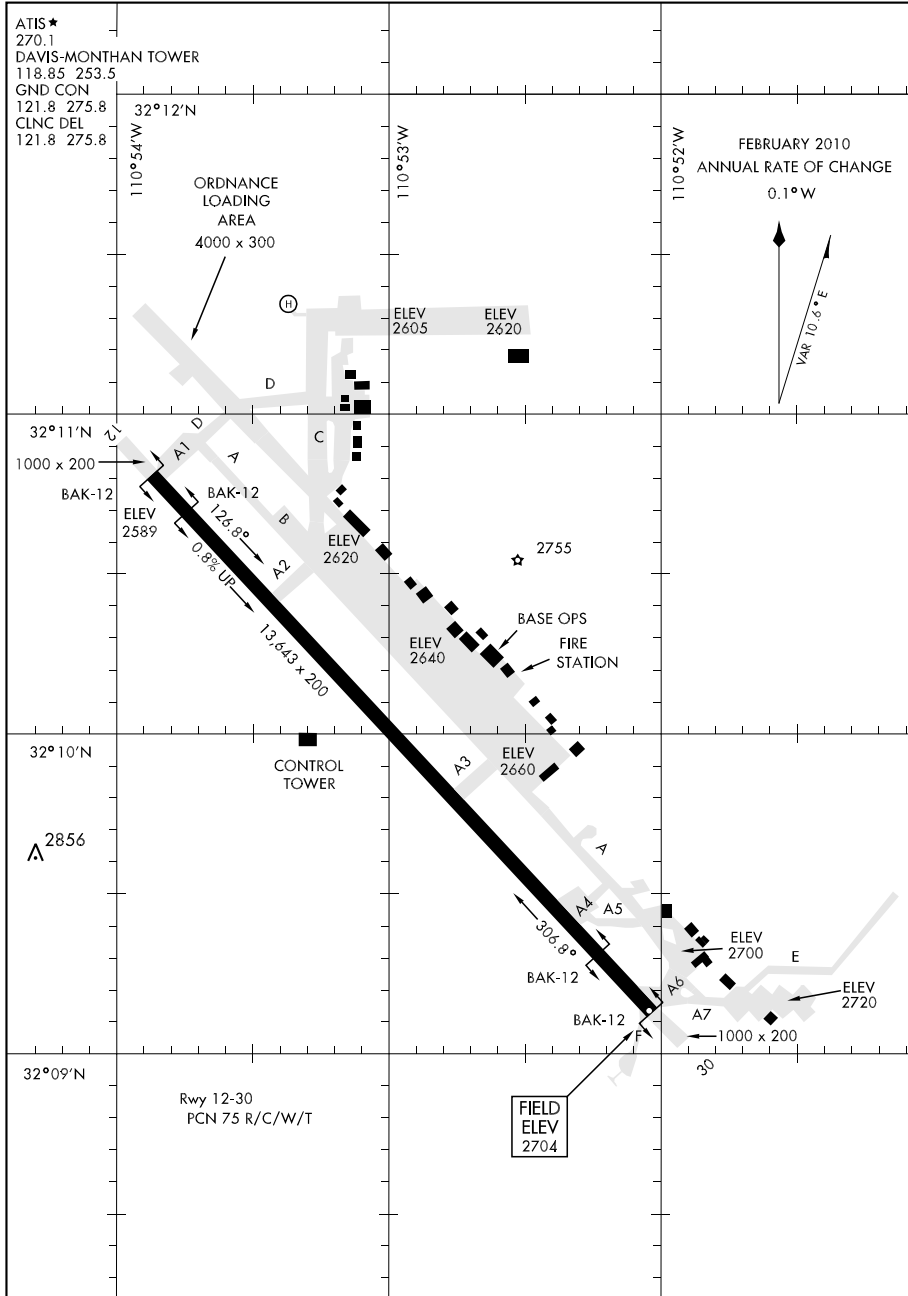 ATIS★
270.1
DAVIS-MONTHAN TOWER
118.85 253.5
GND CON
121.8 275.8
CLNC DEL
121.8 275.8
32°12'N
110°54'W
110°53'W
110°52'W
FEBRUARY 2010
ANNUAL RATE OF CHANGE
0.1° W
VAR 10.6° E
ORDNANCE
LOADING
AREA
4000 x 300
H
ELEV
2605
ELEV
2620
D
32°11'N
12
D
C
A1
A
1000 x 200
BAK-12
BAK-12
ELEV
2589
126.8°
B
ELEV
2620
0.8% UP
A2
2755
13,643 x 200
BASE OPS
ELEV
2640
FIRE
STATION
32°10'N
CONTROL
TOWER
A3
ELEV
2660
2856
A
A4
A5
306.8°
ELEV
2700
E
BAK-12
A6
ELEV
2720
BAK-12
F
A7
1000 x 200
32°09'N
30
Rwy 12-30
PCN 75 R/C/W/T
FIELD
ELEV
2704